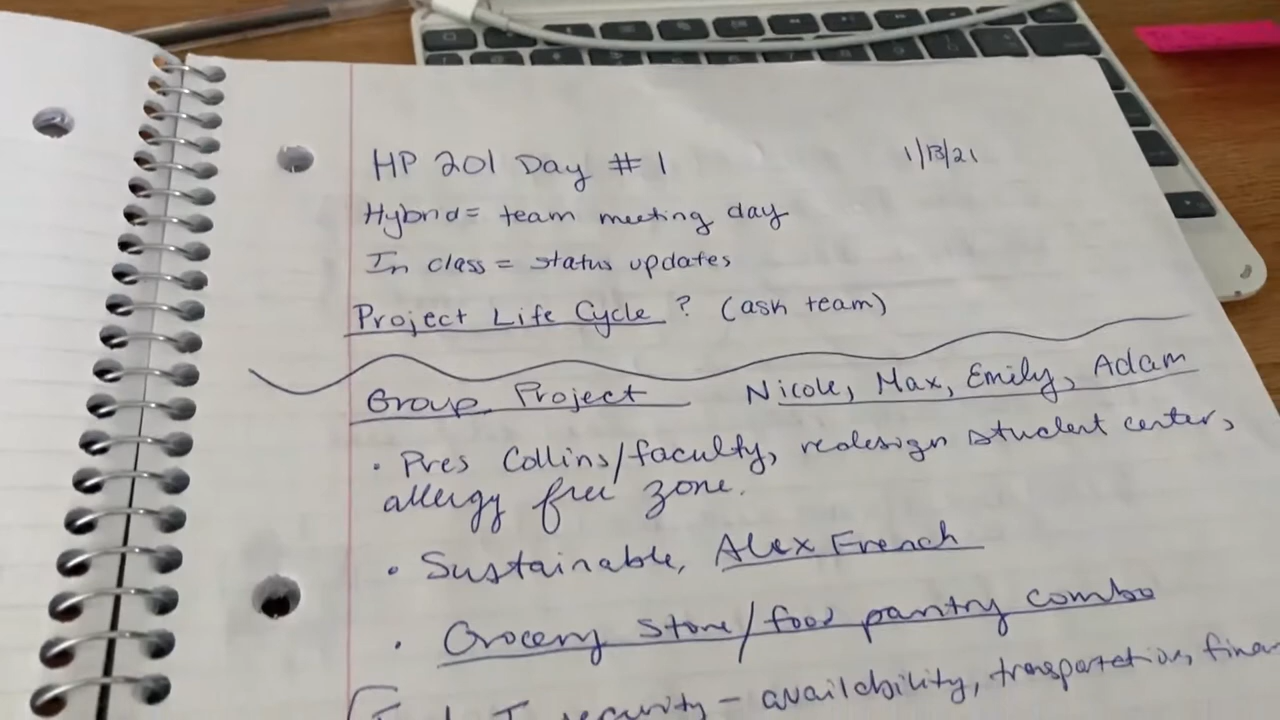 HP 201 Day # 1 1/13/21
Hybrid = team meeting day
In class = status updates
Project Life Cycle ? (ask team)
Group Project Nicole, Max, Emily, Adam
• Pres Collins/faculty, redesign student center,
allergy free zone.
• Sustainable, Alex French
• Grocery Store/food pantry combo
security – availability, transportation,